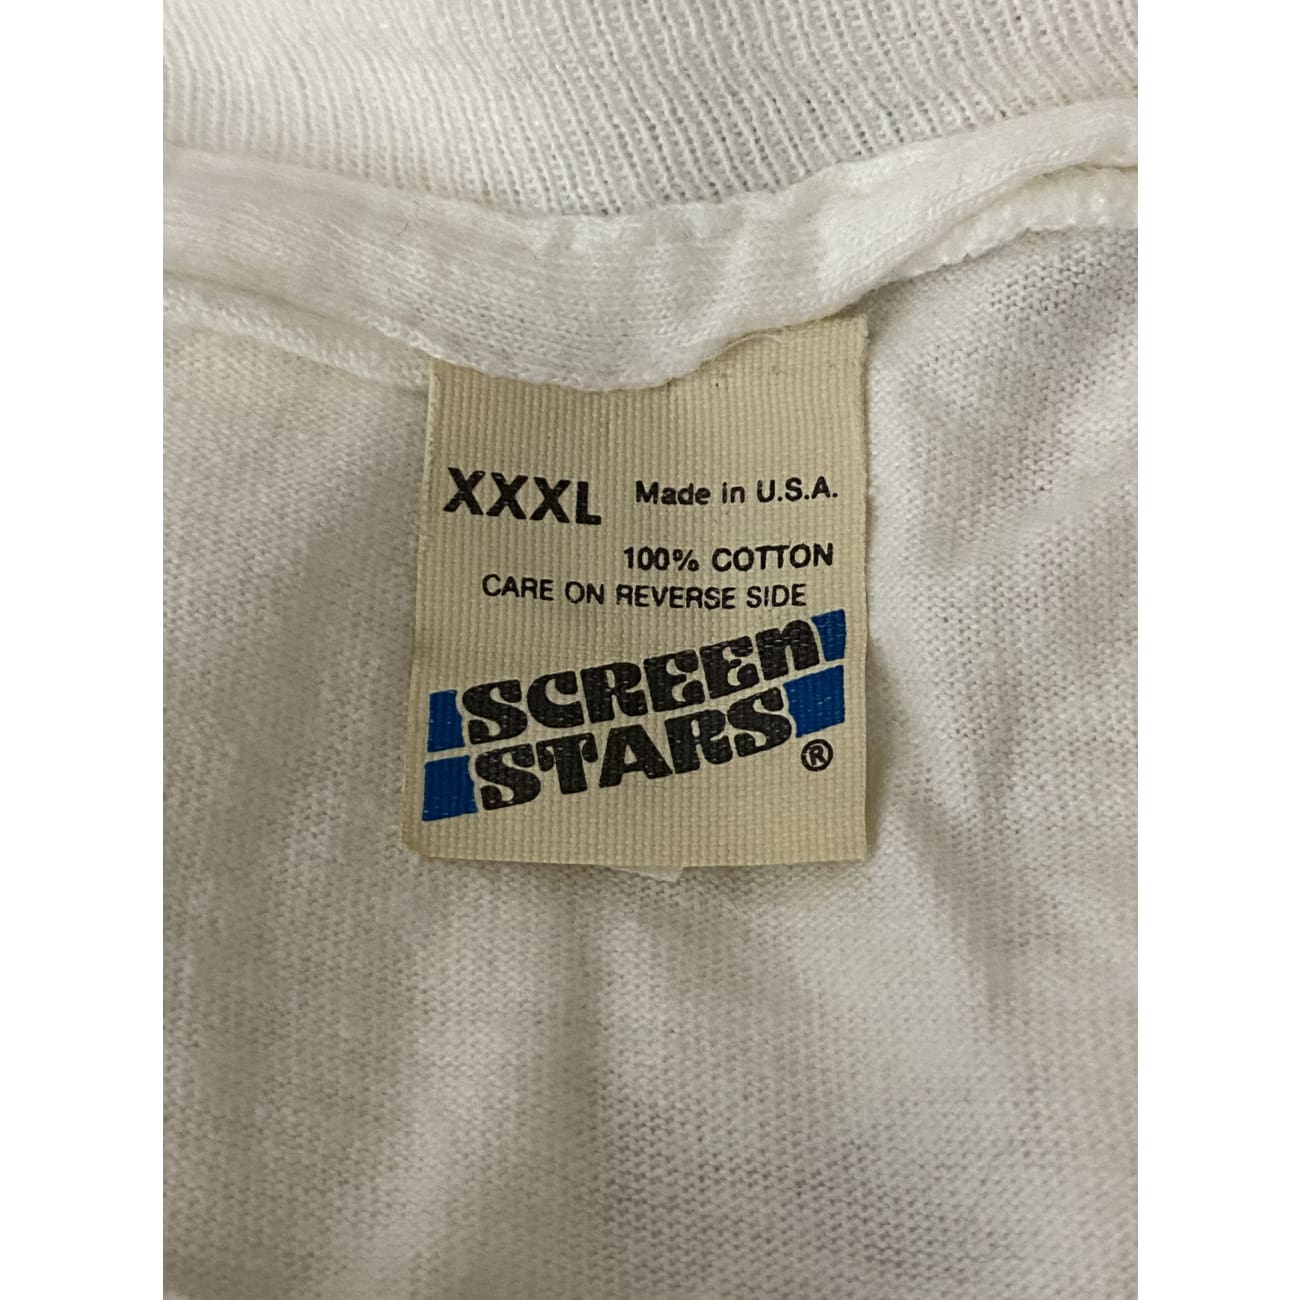 XXXL Made in U.S.A.
100% COTTON
CARE ON REVERSE SIDE
SCREEN
STARS ®